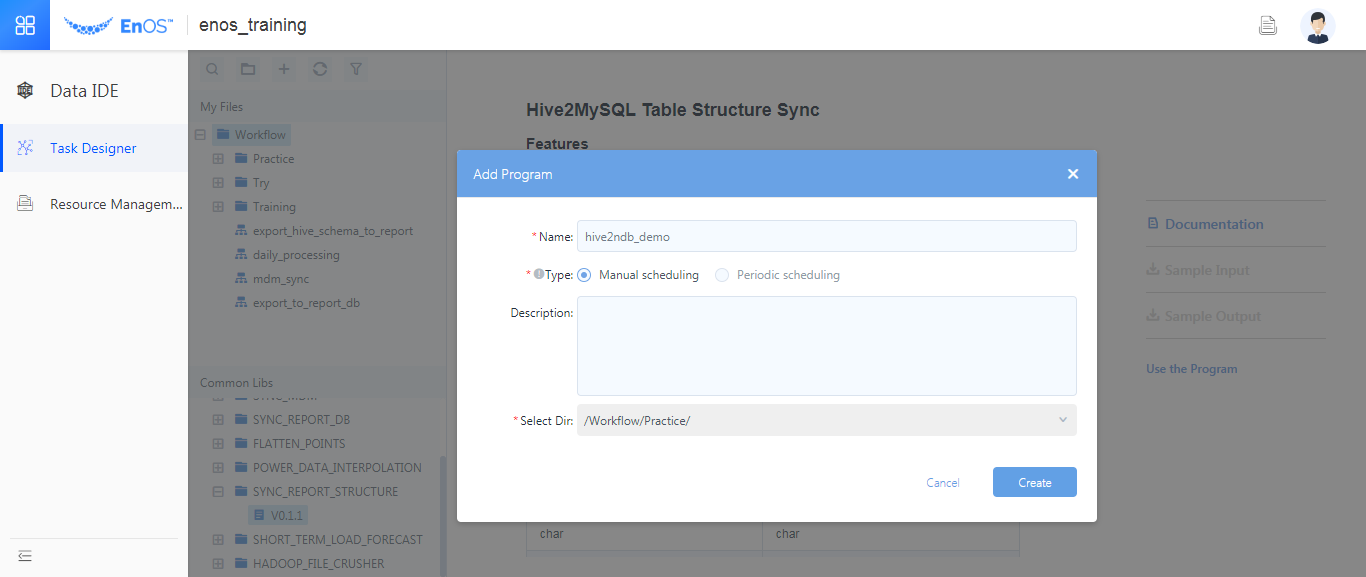 EnOS™
enos_training
Data IDE
Task Designer
Resource Managem...
My Files
Workflow
Practice
Try
Training
export_hive_schema_to_report
daily_processing
mdm_sync
export_to_report_db
Common Libs
SYNC_MDM
SYNC_REPORT_DB
FLATTEN_POINTS
POWER_DATA_INTERPOLATION
SYNC_REPORT_STRUCTURE
V0.1.1
SHORT_TERM_LOAD_FORECAST
HADOOP_FILE_CRUSHER
Hive2MySQL Table Structure Sync
Features
Add Program
*Name: hive2ndb_demo
*Type: Manual scheduling Periodic scheduling
Description:
*Select Dir: /Workflow/Practice/
Cancel Create
char char
Documentation
Sample Input
Sample Output
Use the Program